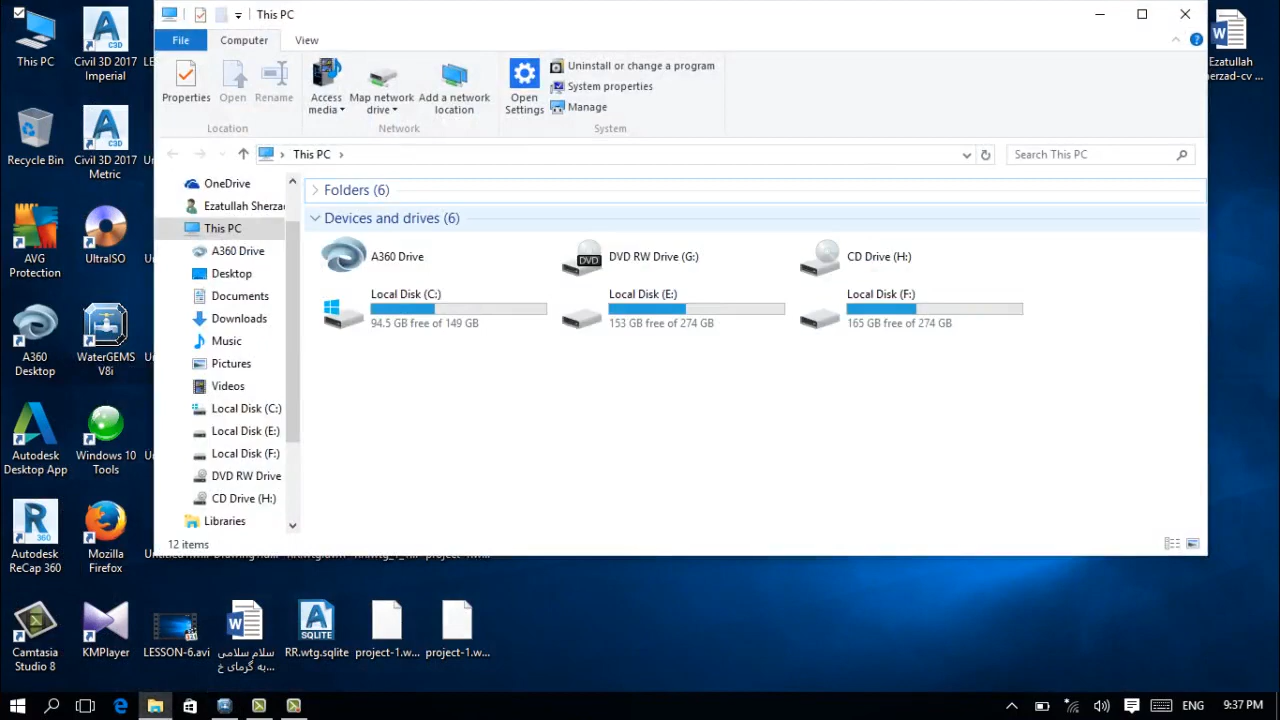 This PC
File
Computer
View
Properties
Open
Rename
Access
media
Map network
drive
Add a network
location
Open
Settings
Uninstall or change a program
System properties
Manage
Location
Network
System
This PC
Search This PC
OneDrive
Ezatullah Sherza
This PC
A360 Drive
Desktop
Documents
Downloads
Music
Pictures
Videos
Local Disk (C:)
Local Disk (E:)
Local Disk (F:)
DVD RW Drive
CD Drive (H:)
Libraries
Folders (6)
Devices and drives (6)
A360 Drive
DVD
DVD RW Drive (G:)
CD Drive (H:)
Local Disk (C:)
94.5 GB free of 149 GB
Local Disk (E:)
153 GB free of 274 GB
Local Disk (F:)
165 GB free of 274 GB
12 items
This PC
Civil 3D 2017
Imperial
Recycle Bin
Civil 3D 2017
Metric
AVG
Protection
UltraISO
A360
Desktop
WaterGEMS
V8i
Autodesk
Desktop App
Windows 10
Tools
Autodesk
ReCap 360
Mozilla
Firefox
Camtasia
Studio 8
KMPlayer
LESSON-6.avi
سلام سلامی
به گرمای خ...
RR.wtg.sqlite
project-1.w...
project-1.w...
Ezatullah
herzad-cv ...
ENG
9:37 PM